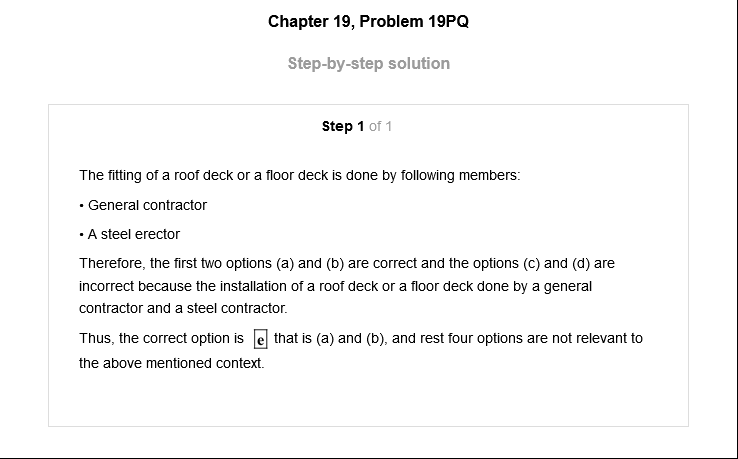 Chapter 19, Problem 19PQ
Step-by-step solution
Step 1 of 1
The fitting of a roof deck or a floor deck is done by following members:
• General contractor
• A steel erector
Therefore, the first two options (a) and (b) are correct and the options (c) and (d) are
incorrect because the installation of a roof deck or a floor deck done by a general
contractor and a steel contractor.
Thus, the correct option is e that is (a) and (b), and rest four options are not relevant to
the above mentioned context.